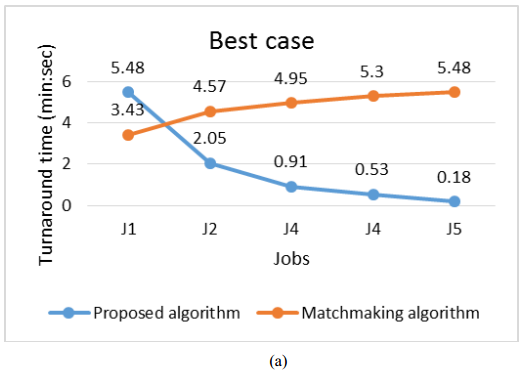 Best case
Turnaround time (min:sec)
6
4
2
0
5.48
3.43
4.57
2.05
4.95
0.91
5.3
0.53
5.48
0.18
J1 J2 J4 J4 J5
Jobs
Proposed algorithm Matchmaking algorithm
(a)